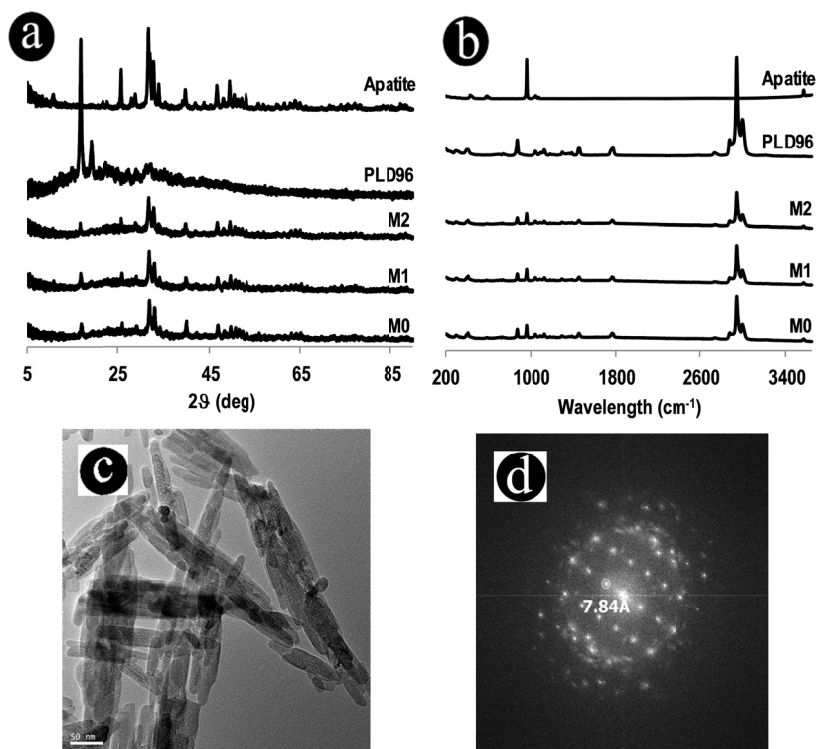 a
Apatite
PLD96
M2
M1
M0
5 25 45 65 85
2ϑ (deg)
b
Apatite
PLD96
M2
M1
M0
200 1000 1800 2600 3400
Wavelength (cm⁻¹)
c
50 nm
d
7.84A